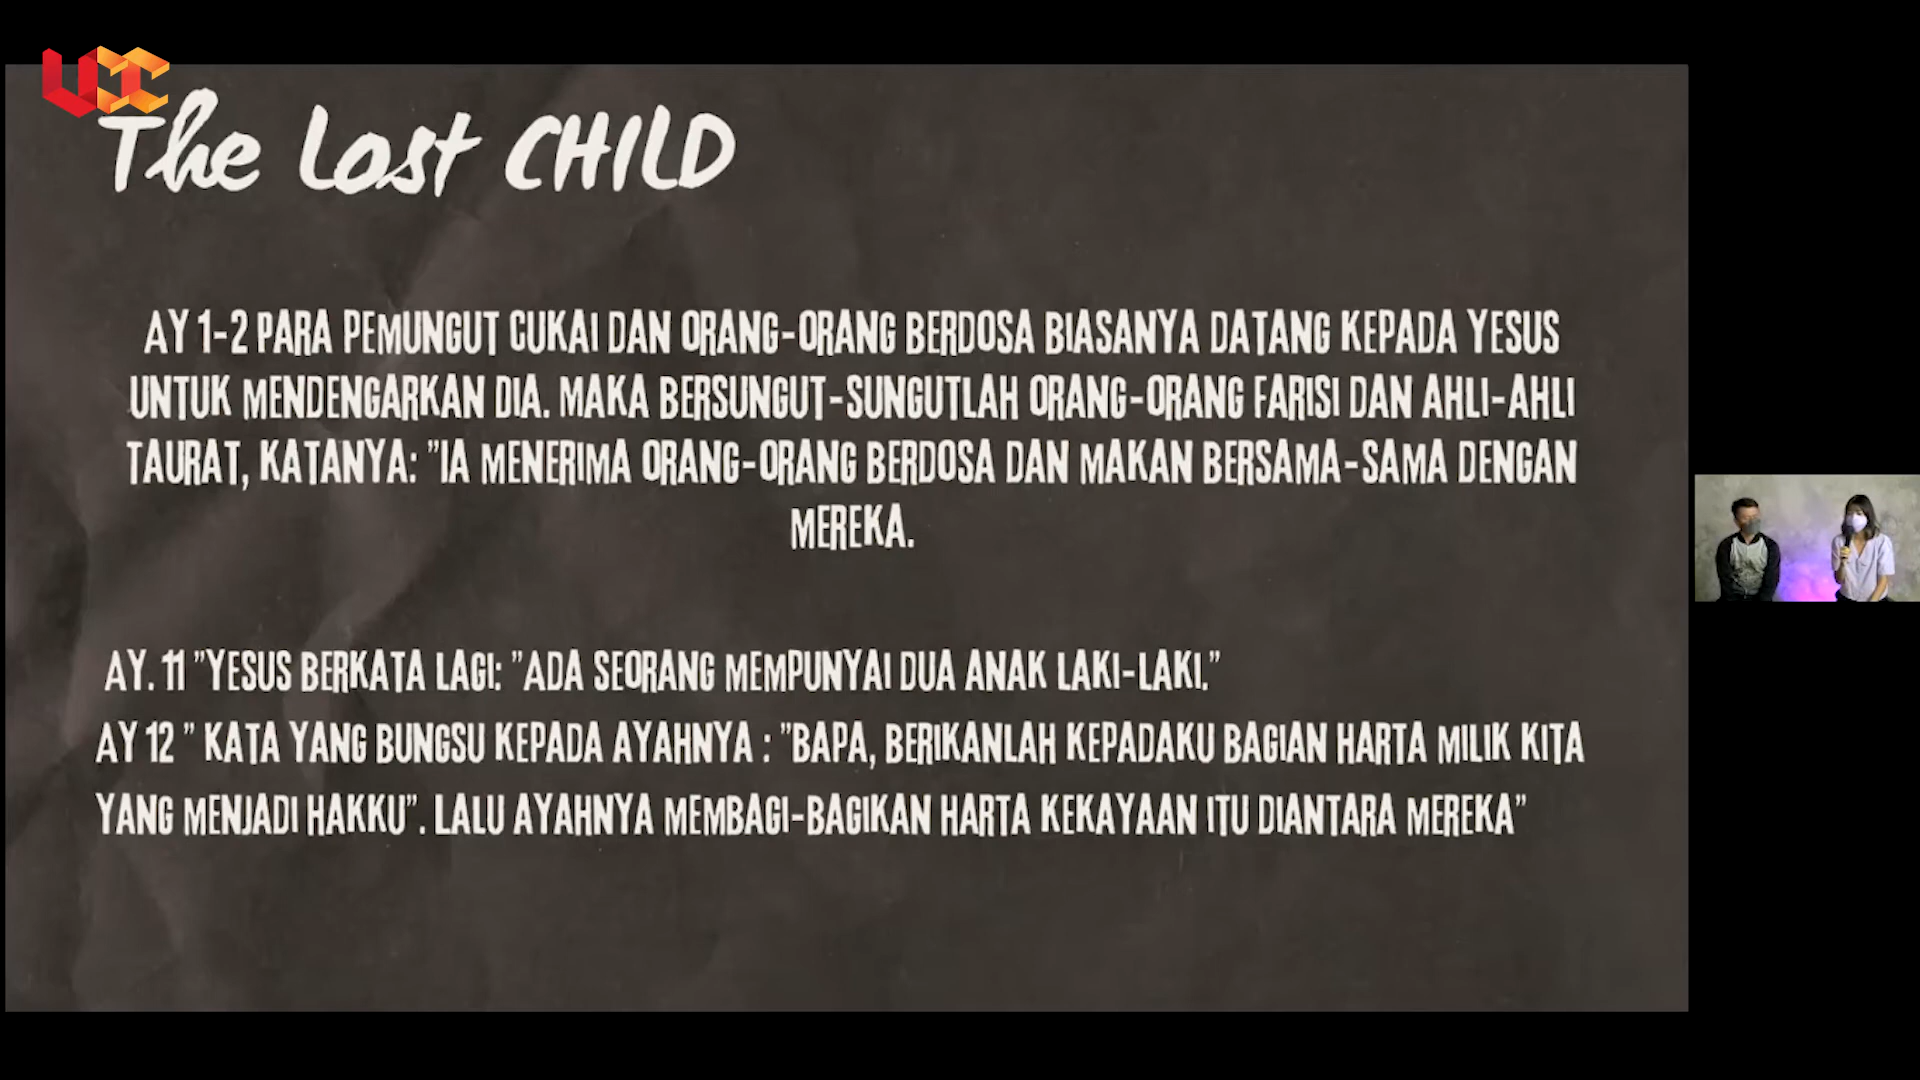 UCC
The Lost CHILD
AY 1-2 PARA PEMUNGUT CUKAI DAN ORANG-ORANG BERDOSA BIASANYA DATANG KEPADA YESUS
UNTUK MENDENGARKAN DIA. MAKA BERSUNGUT-SUNGUTLAH ORANG-ORANG FARISI DAN AHLI-AHLI
TAURAT, KATANYA: "IA MENERIMA ORANG-ORANG BERDOSA DAN MAKAN BERSAMA-SAMA DENGAN
MEREKA.
AY. 11 "YESUS BERKATA LAGI: "ADA SEORANG MEMPUNYAI DUA ANAK LAKI-LAKI."
AY 12 " KATA YANG BUNGSU KEPADA AYAHNYA : "BAPA, BERIKANLAH KEPADAKU BAGIAN HARTA MILIK KITA
YANG MENJADI HAKKU". LALU AYAHNYA MEMBAGI-BAGIKAN HARTA KEKAYAAN ITU DIANTARA MEREKA"